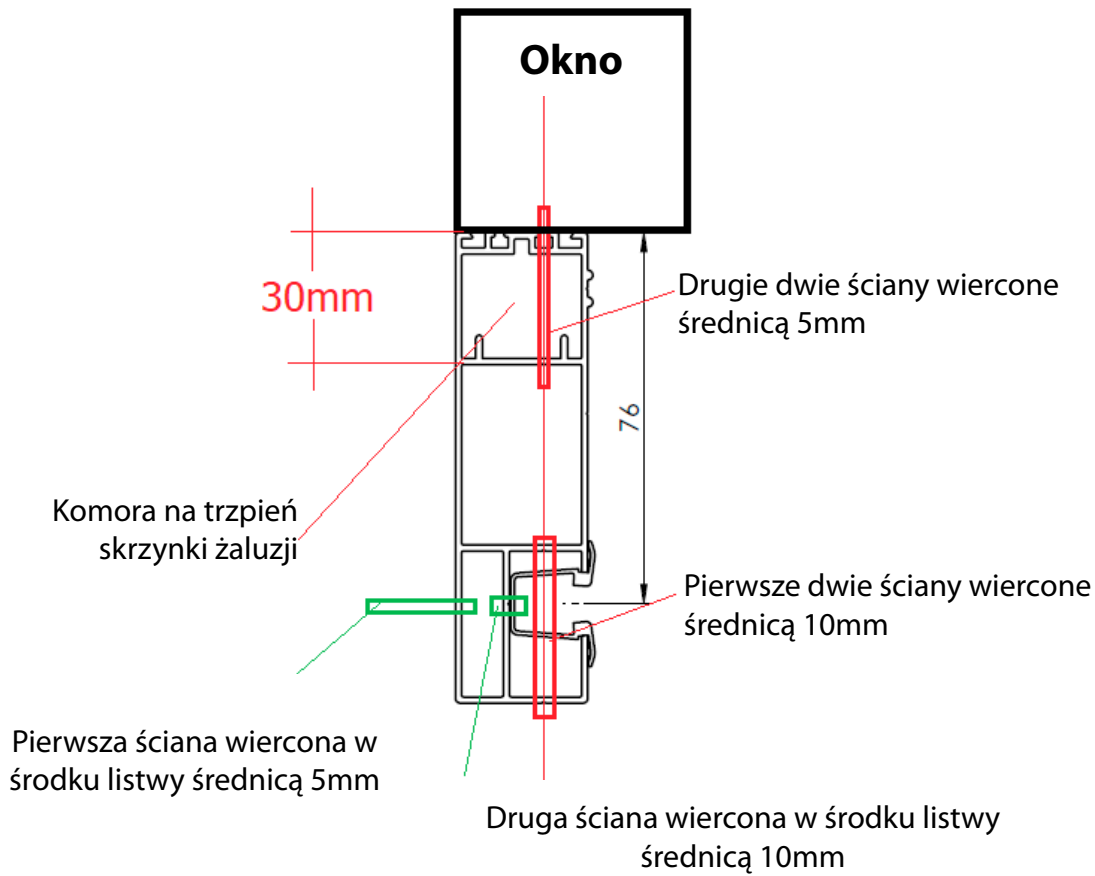 Okno
30mm
Drugie dwie ściany wiercone
średnicą 5mm
76
Komora na trzpień
skrzynki żaluzji
Pierwsze dwie ściany wiercone
średnicą 10mm
Pierwsza ściana wiercona w
środku listwy średnicą 5mm
Druga ściana wiercona w środku listwy
średnicą 10mm